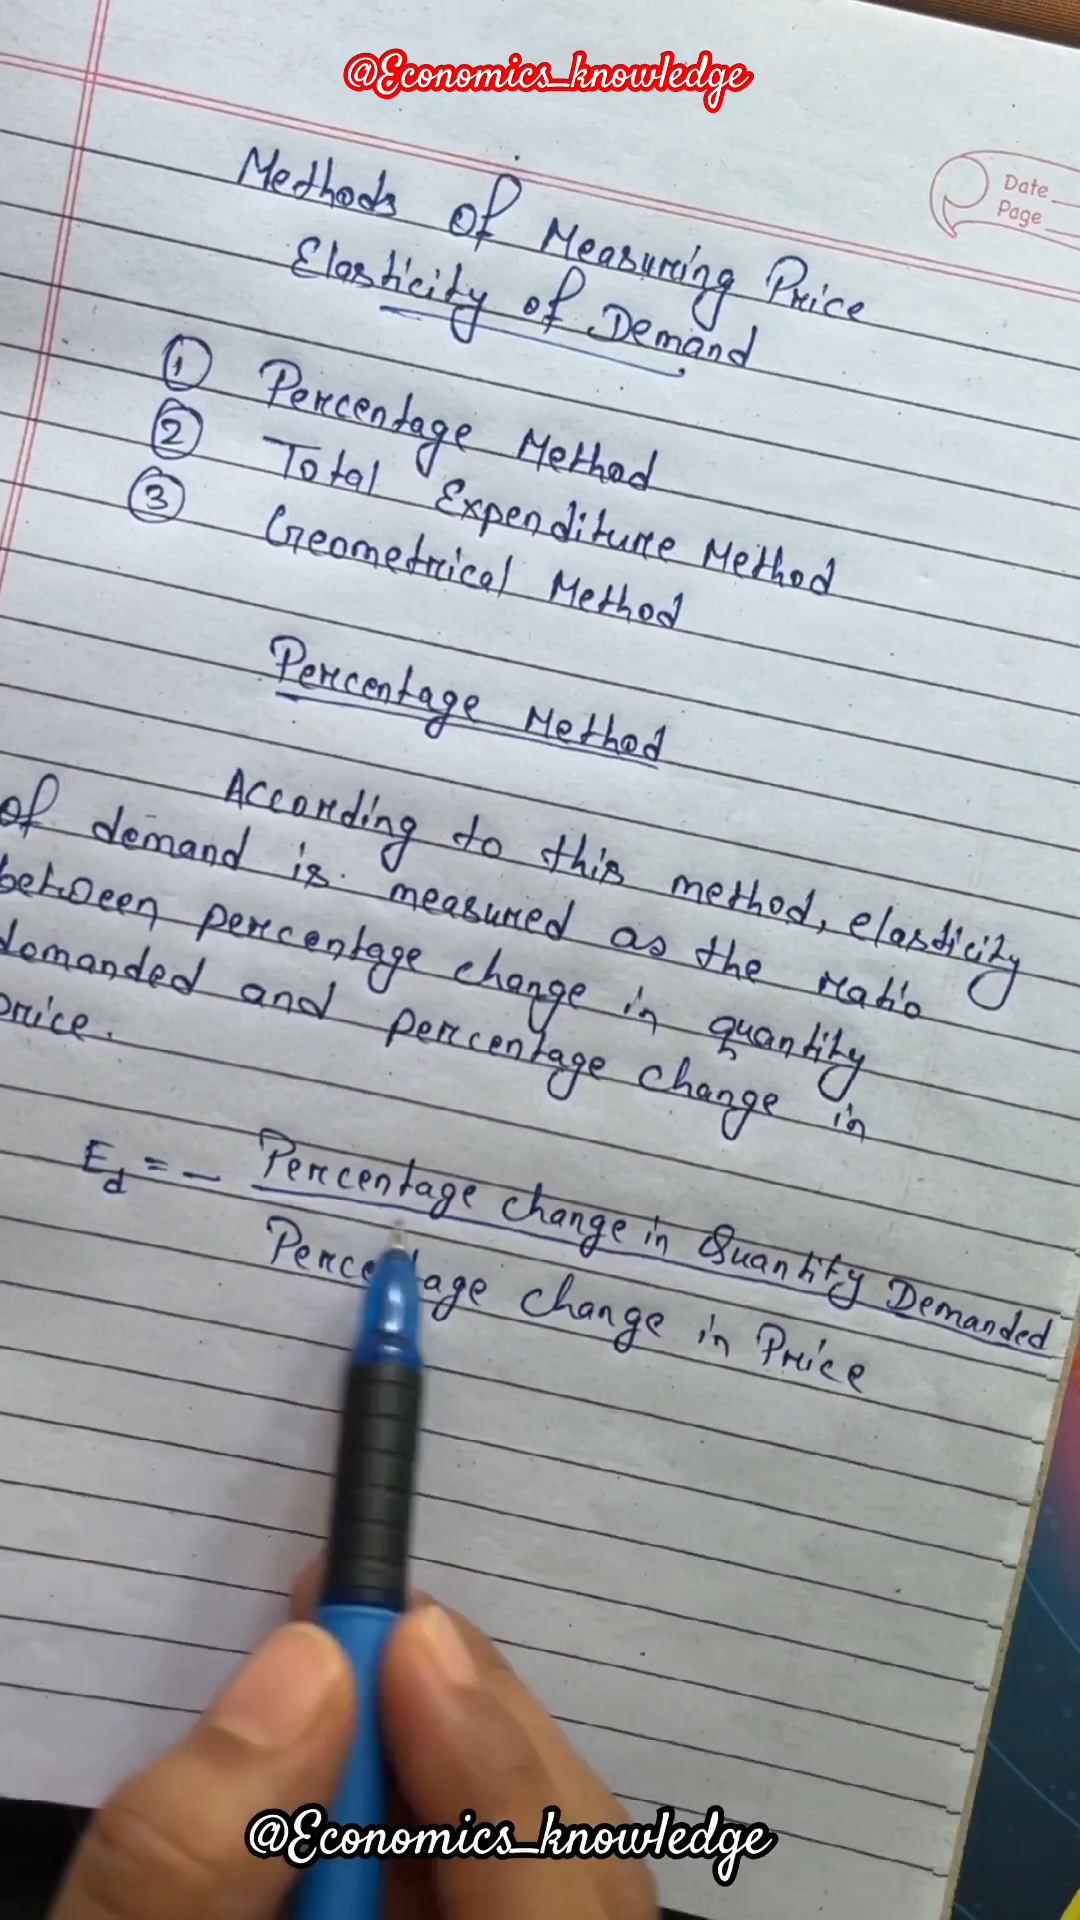 @Economics_knowledge
Date
Page
Methods of Measuring Price
Elasticity of Demand
① Percentage Method
② Total Expenditure Method
③ Geometrical Method
Percentage Method
According to this method, elasticity
of demand is measured as the ratio
between percentage change in quantity
demanded and percentage change in
price.
Ed = - Percentage change in Quantity Demanded
Percentage change in Price
@Economics_knowledge